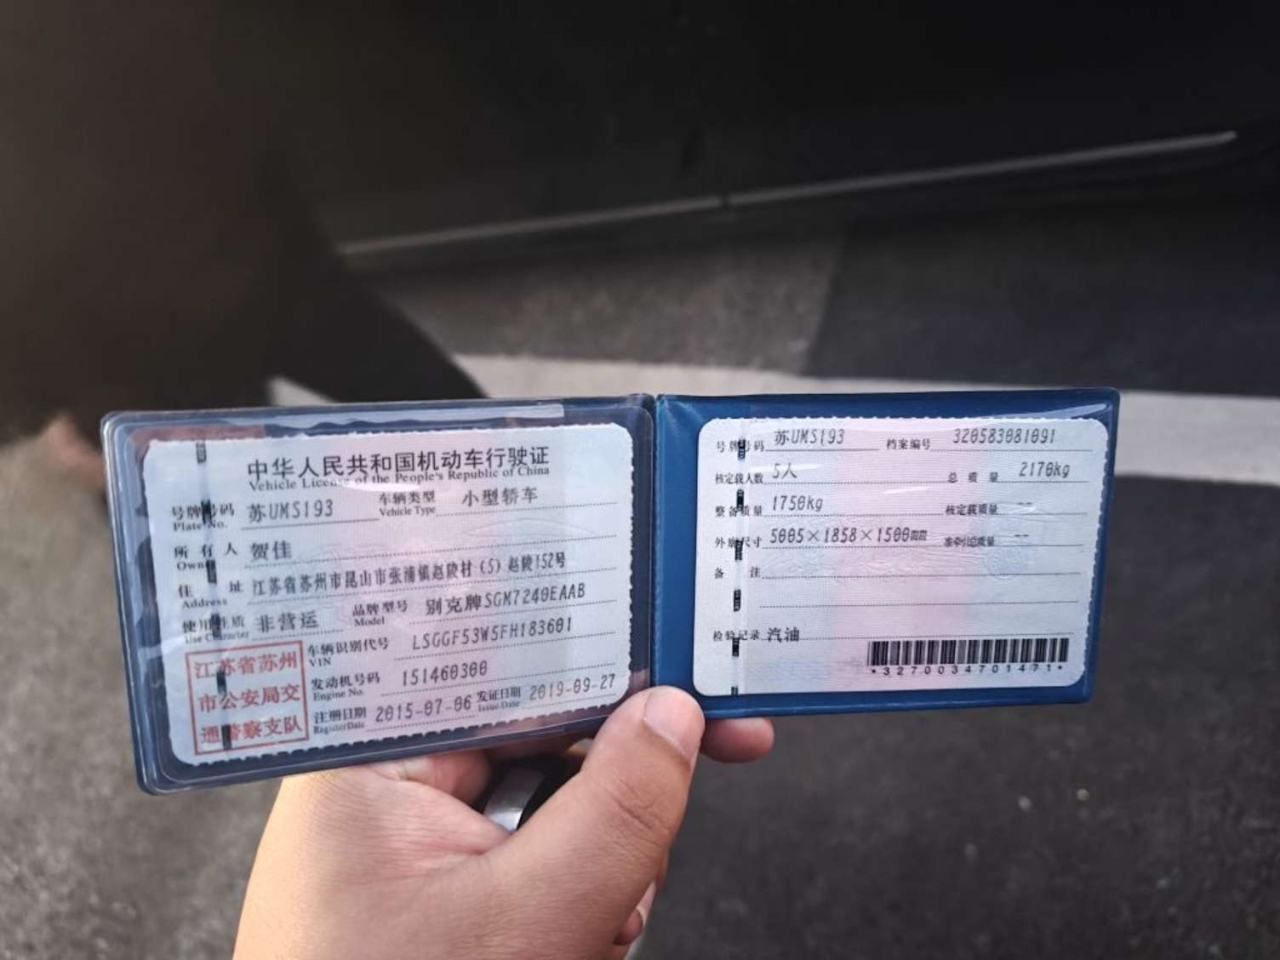 中华人民共和国机动车行驶证
Vehicle License of the People's Republic of China
号牌号码 苏UMS193 车辆类型 小型轿车
Plate No. Vehicle Type
所有人 贺佳
Owner
住址 江苏省苏州市昆山市张浦镇赵陵村(5)赵陵152号
Address
使用性质 非营运 品牌型号 别克牌SGM7240EAAB
Use Character Model
江苏省苏州
市公安局交
通警察支队
车辆识别代号 LSGGF53W5FH183601
VIN
发动机号码 151460300
Engine No.
注册日期 2015-07-06 发证日期 2019-09-27
Register Date Issue Date
号牌号码 苏UMS193 档案编号 320583081091
核定载人数 5人 总质量 2170kg
整备质量 1750kg 核定载质量 --
外廓尺寸 5005×1858×1500mm 准牵引总质量 --
备注
检验记录 汽油
*3270034701471*